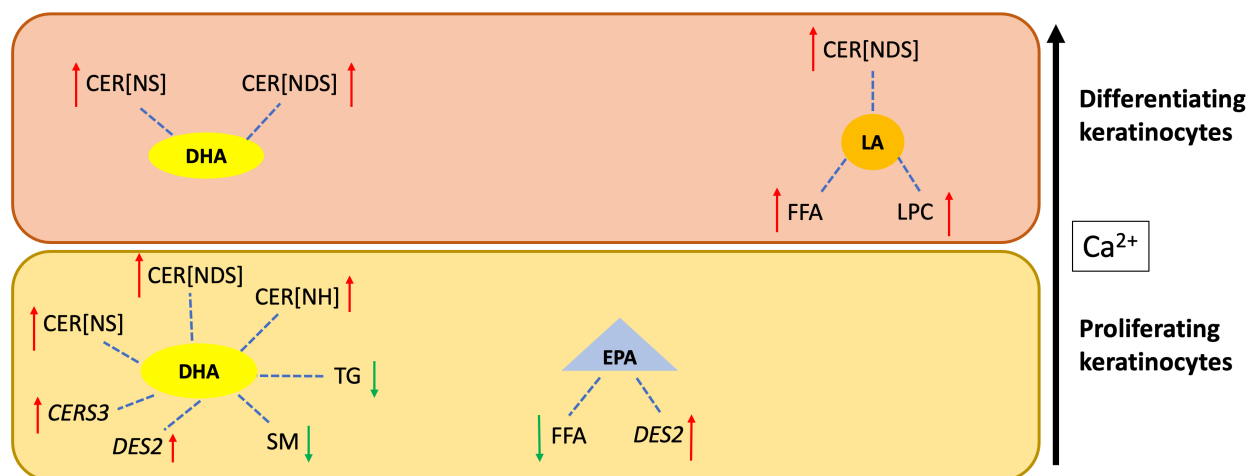 CER[NS]
CER[NDS]
DHA
CER[NDS]
LA
FFA
LPC
Differentiating
keratinocytes
Ca²⁺
CER[NDS]
CER[NH]
CER[NS]
DHA
TG
CERS3
DES2
SM
EPA
FFA
DES2
Proliferating
keratinocytes